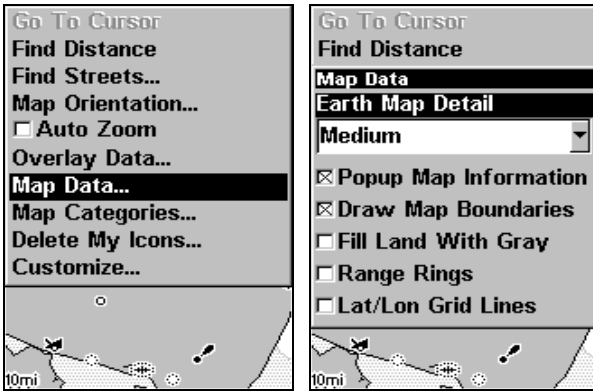 Go To Cursor
Find Distance
Find Streets...
Map Orientation...
Auto Zoom
Overlay Data...
Map Data...
Map Categories...
Delete My Icons...
Customize...
10mi
Go To Cursor
Find Distance
Map Data
Earth Map Detail
Medium
Popup Map Information
Draw Map Boundaries
Fill Land With Gray
Range Rings
Lat/Lon Grid Lines
10mi